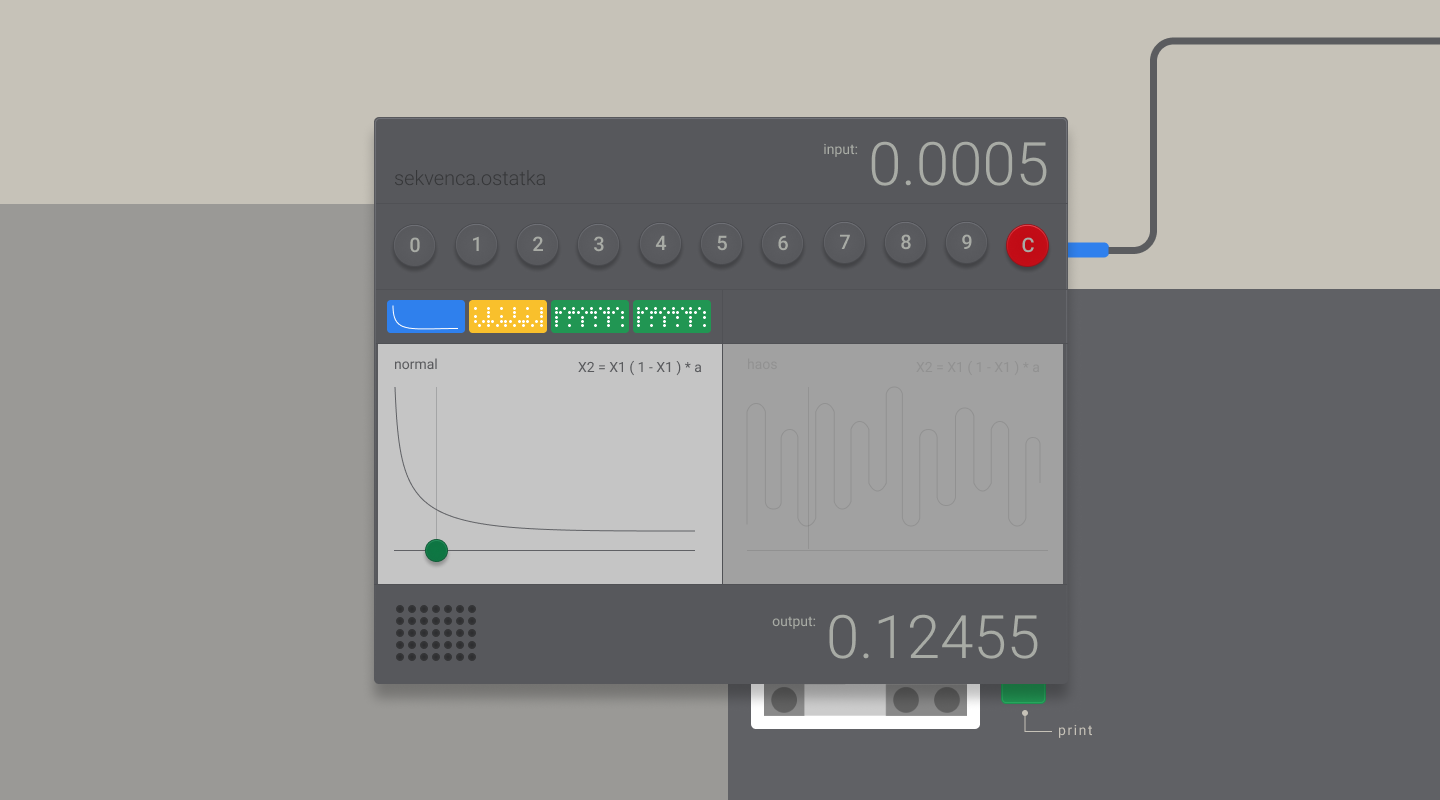 input: 0.0005
sekvenca.ostatka
0 1 2 3 4 5 6 7 8 9 C
normal X2 = X1 ( 1 - X1 ) * a
haos X2 = X1 ( 1 - X1 ) * a
output: 0.12455
print